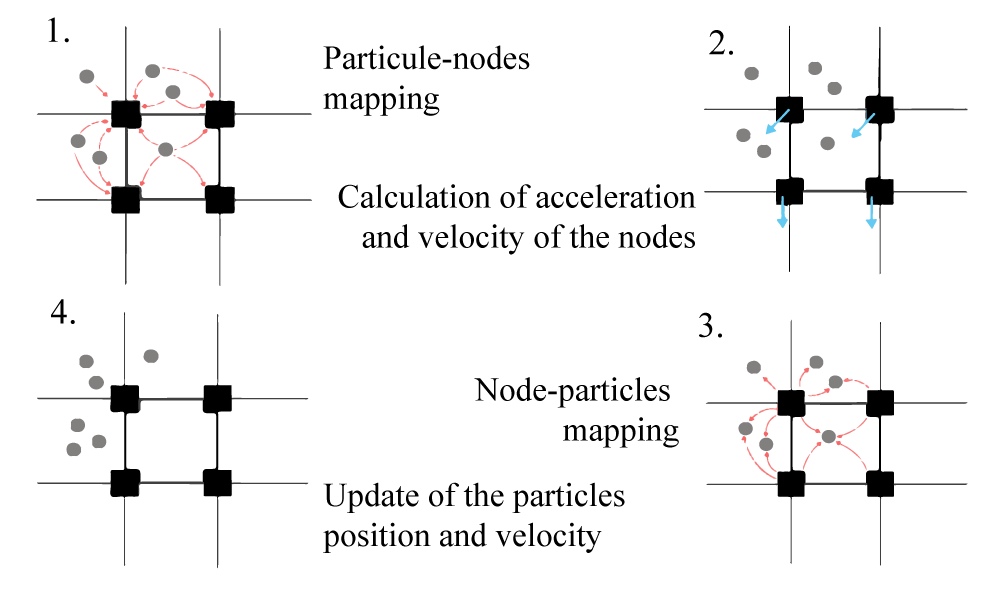 1.
Particule-nodes
mapping
2.
Calculation of acceleration
and velocity of the nodes
3.
Node-particles
mapping
4.
Update of the particles
position and velocity